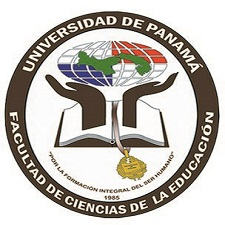 UNIVERSIDAD DE PANAMÁ
"POR LA FORMACIÓN INTEGRAL DEL SER HUMANO"
1985
FACULTAD DE CIENCIAS DE LA EDUCACIÓN